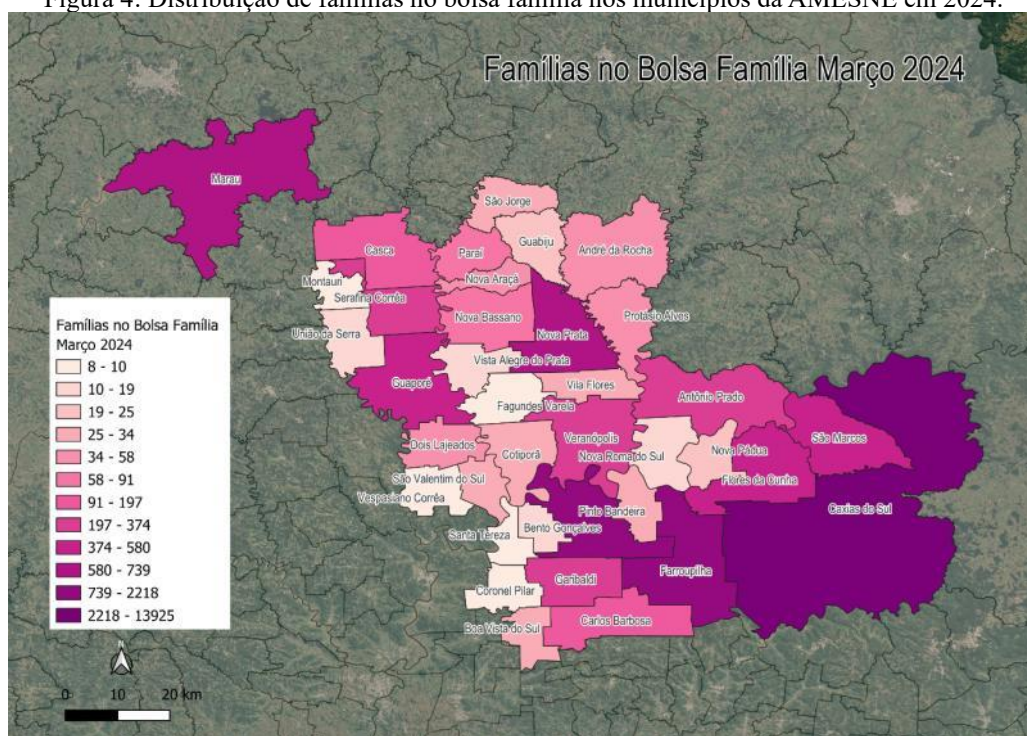 Figura 4: Distribuição de famílias no bolsa família nos municípios da AMESNE em 2024.
Famílias no Bolsa Família Março 2024
Marau
São Jorge
Guabiju
André da Rocha
Casca
Paraí
Nova Araçá
Montauri
Serafina Corrêa
Nova Bassano
Protásio Alves
União da Serra
Nova Prata
Vista Alegre do Prata
Guaporé
Vila Flores
Fagundes Varela
Antônio Prado
Dois Lajeados
Cotiporã
Veranópolis
Nova Roma do Sul
Nova Pádua
São Marcos
São Valentim do Sul
Flores da Cunha
Vespasiano Corrêa
Pinto Bandeira
Caxias do Sul
Santa Tereza
Bento Gonçalves
Farroupilha
Coronel Pilar
Garibaldi
Boa Vista do Sul
Carlos Barbosa
Famílias no Bolsa Família
Março 2024
8 - 10
10 - 19
19 - 25
25 - 34
34 - 58
58 - 91
91 - 197
197 - 374
374 - 580
580 - 739
739 - 2218
2218 - 13925
N
0 10 20 km